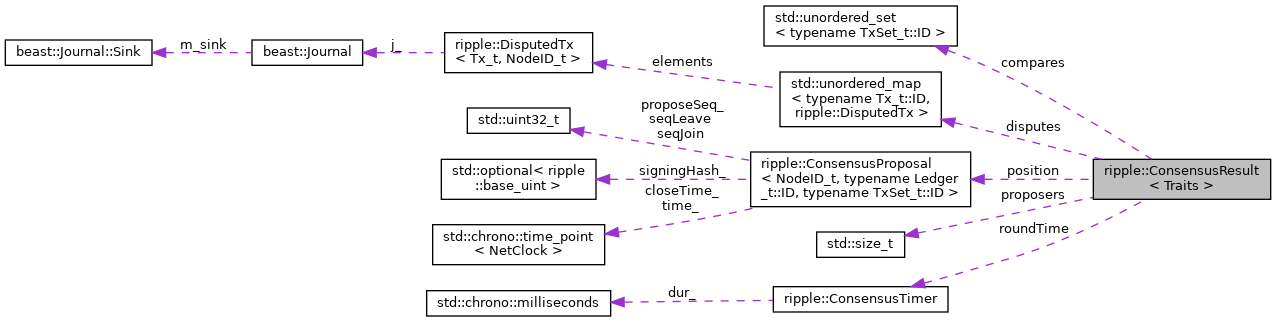 std::unordered_set
< typename TxSet_t::ID >
beast::Journal::Sink
m_sink
beast::Journal
j_
ripple::DisputedTx
< Tx_t, NodeID_t >
compares
elements
std::unordered_map
< typename Tx_t::ID,
ripple::DisputedTx >
proposeSeq_
seqLeave
seqJoin
std::uint32_t
disputes
ripple::ConsensusProposal
< NodeID_t, typename Ledger
_t::ID, typename TxSet_t::ID >
std::optional< ripple
::base_uint >
signingHash_
position
ripple::ConsensusResult
< Traits >
closeTime_
time_
proposers
std::chrono::time_point
< NetClock >
std::size_t
roundTime
std::chrono::milliseconds
dur_
ripple::ConsensusTimer